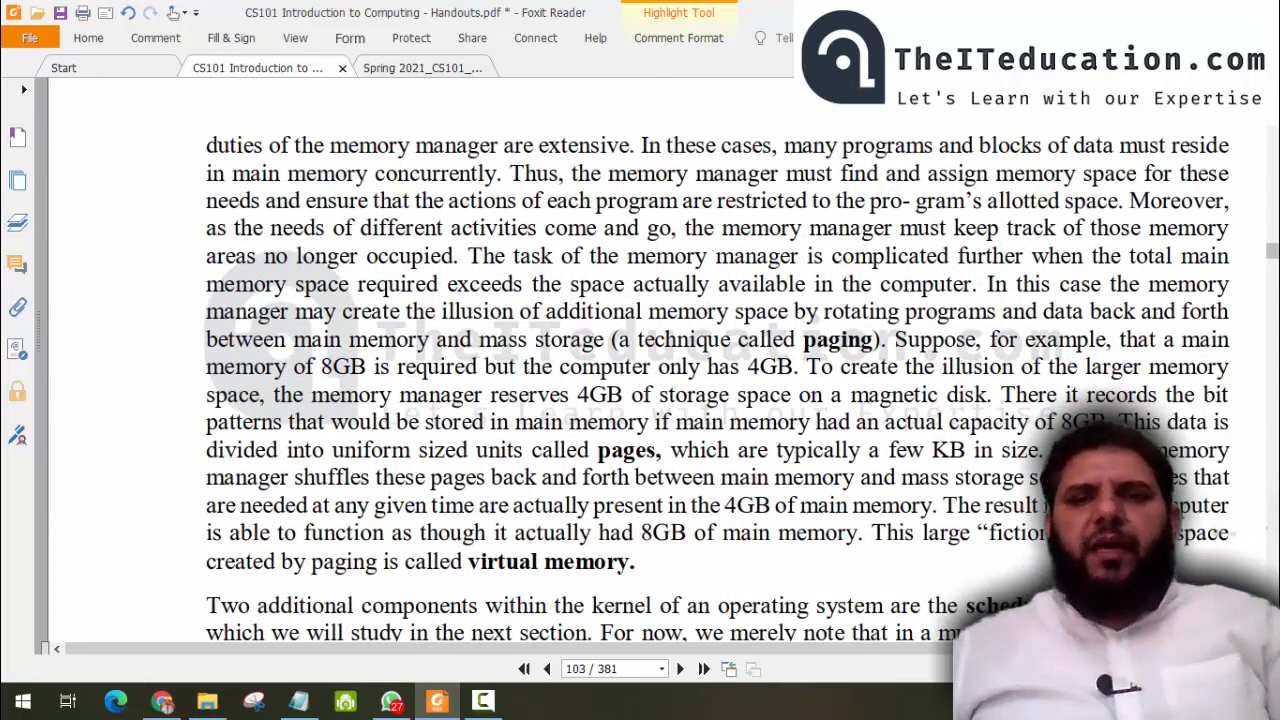 CS101 Introduction to Computing - Handouts.pdf * - Foxit Reader
Highlight Tool
File Home Comment Fill & Sign View Form Protect Share Connect Help Comment Format Tell
TheITeducation.com
Let's Learn with our Expertise
Start CS101 Introduction to ... Spring 2021_CS101_...
duties of the memory manager are extensive. In these cases, many programs and blocks of data must reside
in main memory concurrently. Thus, the memory manager must find and assign memory space for these
needs and ensure that the actions of each program are restricted to the pro- gram's allotted space. Moreover,
as the needs of different activities come and go, the memory manager must keep track of those memory
areas no longer occupied. The task of the memory manager is complicated further when the total main
memory space required exceeds the space actually available in the computer. In this case the memory
manager may create the illusion of additional memory space by rotating programs and data back and forth
between main memory and mass storage (a technique called paging). Suppose, for example, that a main
memory of 8GB is required but the computer only has 4GB. To create the illusion of the larger memory
space, the memory manager reserves 4GB of storage space on a magnetic disk. There it records the bit
patterns that would be stored in main memory if main memory had an actual capacity of 8GB. This data is
divided into uniform sized units called pages, which are typically a few KB in size. memory
manager shuffles these pages back and forth between main memory and mass storage that
are needed at any given time are actually present in the 4GB of main memory. The result
is able to function as though it actually had 8GB of main memory. This large space
created by paging is called virtual memory.
TheITeducation.com
Let's Learn with our Expertise
Two additional components within the kernel of an operating system are the
which we will study in the next section. For now, we merely note that in a
103 / 381
27